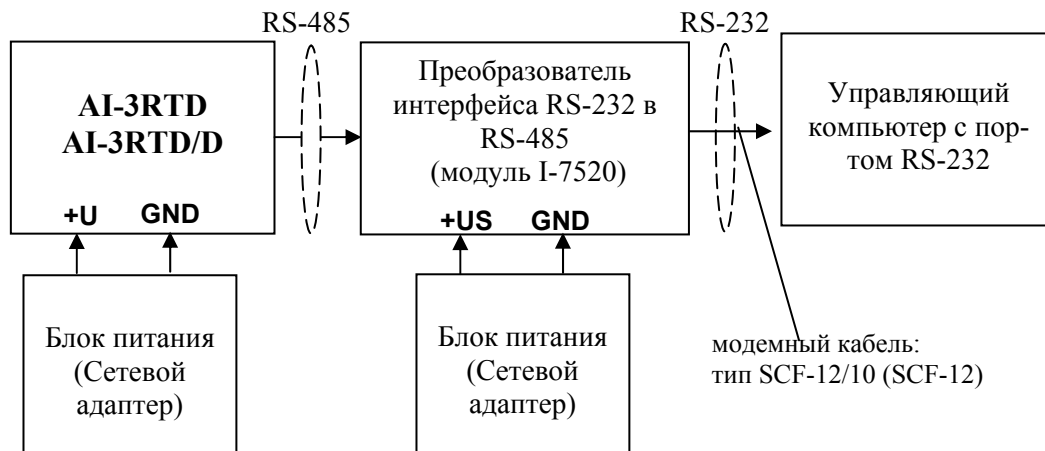 RS-485
RS-232
AI-3RTD
AI-3RTD/D
+U GND
Преобразователь
интерфейса RS-232 в
RS-485
(модуль I-7520)
+US GND
Управляющий
компьютер с пор-
том RS-232
Блок питания
(Сетевой
адаптер)
Блок питания
(Сетевой
адаптер)
модемный кабель:
тип SCF-12/10 (SCF-12)